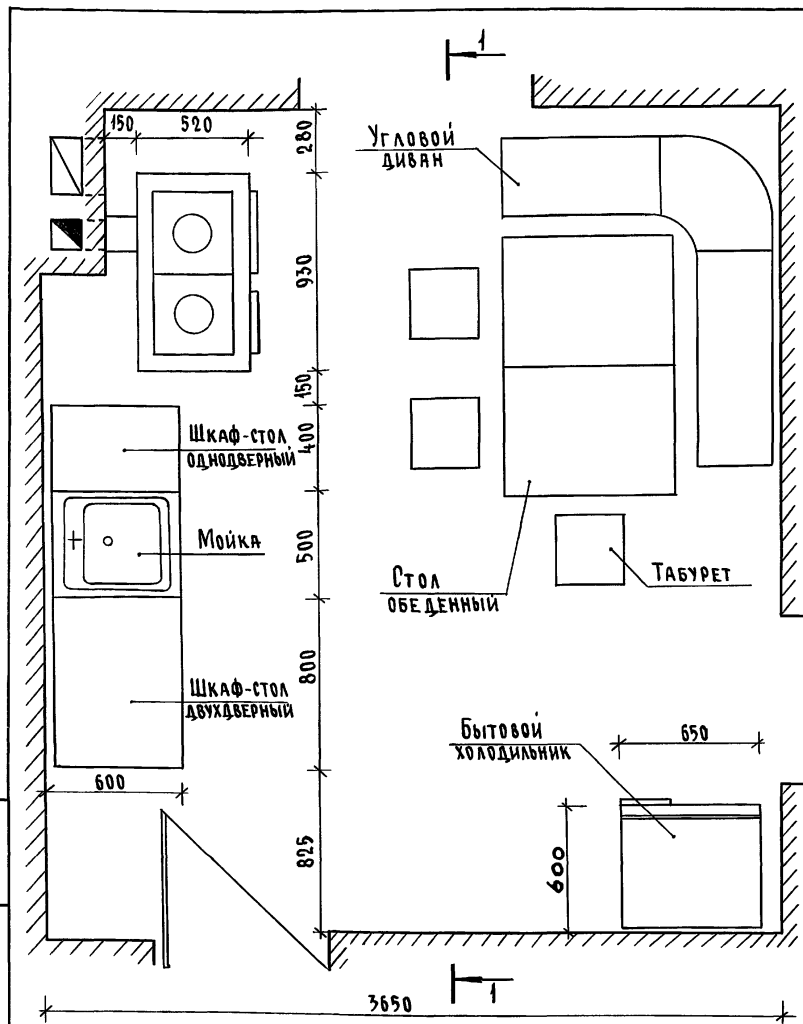 1
150
520
280
Угловой
диван
930
150
Шкаф-стол
однодверный
400
Мойка
500
Стол
обеденный
Табурет
800
Шкаф-стол
двухдверный
Бытовой
холодильник
650
600
825
600
1
3650